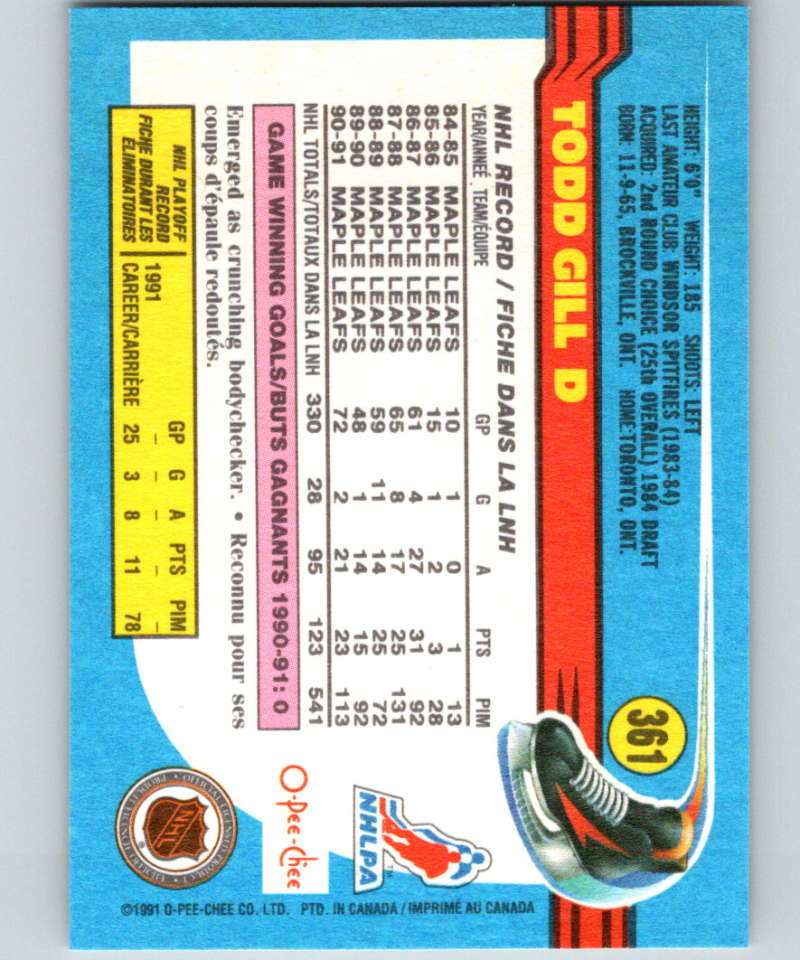 361
HEIGHT: 6'0" WEIGHT: 185 SHOOTS: LEFT
LAST AMATEUR CLUB: WINDSOR SPITFIRES (1983-84)
ACQUIRED: 2nd ROUND CHOICE (25th OVERALL) 1984 DRAFT
BORN: 11-9-65, BROCKVILLE, ONT. HOME: TORONTO, ONT.
TODD GILL D
NHL RECORD / FICHE DANS LA LNH
YEAR/ANNEÉ TEAM/ÉQUIPE GP G A PTS PIM
84-85 MAPLE LEAFS 10 1 0 1 13
85-86 MAPLE LEAFS 15 1 2 3 28
86-87 MAPLE LEAFS 61 4 27 31 92
87-88 MAPLE LEAFS 65 8 17 25 131
88-89 MAPLE LEAFS 59 11 14 25 72
89-90 MAPLE LEAFS 48 1 14 15 92
90-91 MAPLE LEAFS 72 2 21 23 113
NHL TOTALS/TOTAUX DANS LA LNH 330 28 95 123 541
GAME WINNING GOALS/BUTS GAGNANTS 1990-91: 0
Emerged as crunching bodychecker. • Reconnu pour ses
coups d'épaule redoutés.
NHL PLAYOFF RECORD
FICHE DURANT LES ÉLIMINATOIRES
GP G A PTS PIM
1991 – – – – –
CAREER/CARRIÈRE 25 3 8 11 78
NHLPA
TM
O-Pee-Chee
NHL
©1991 O-PEE-CHEE CO. LTD. PTD. IN CANADA / IMPRIMÉ AU CANADA